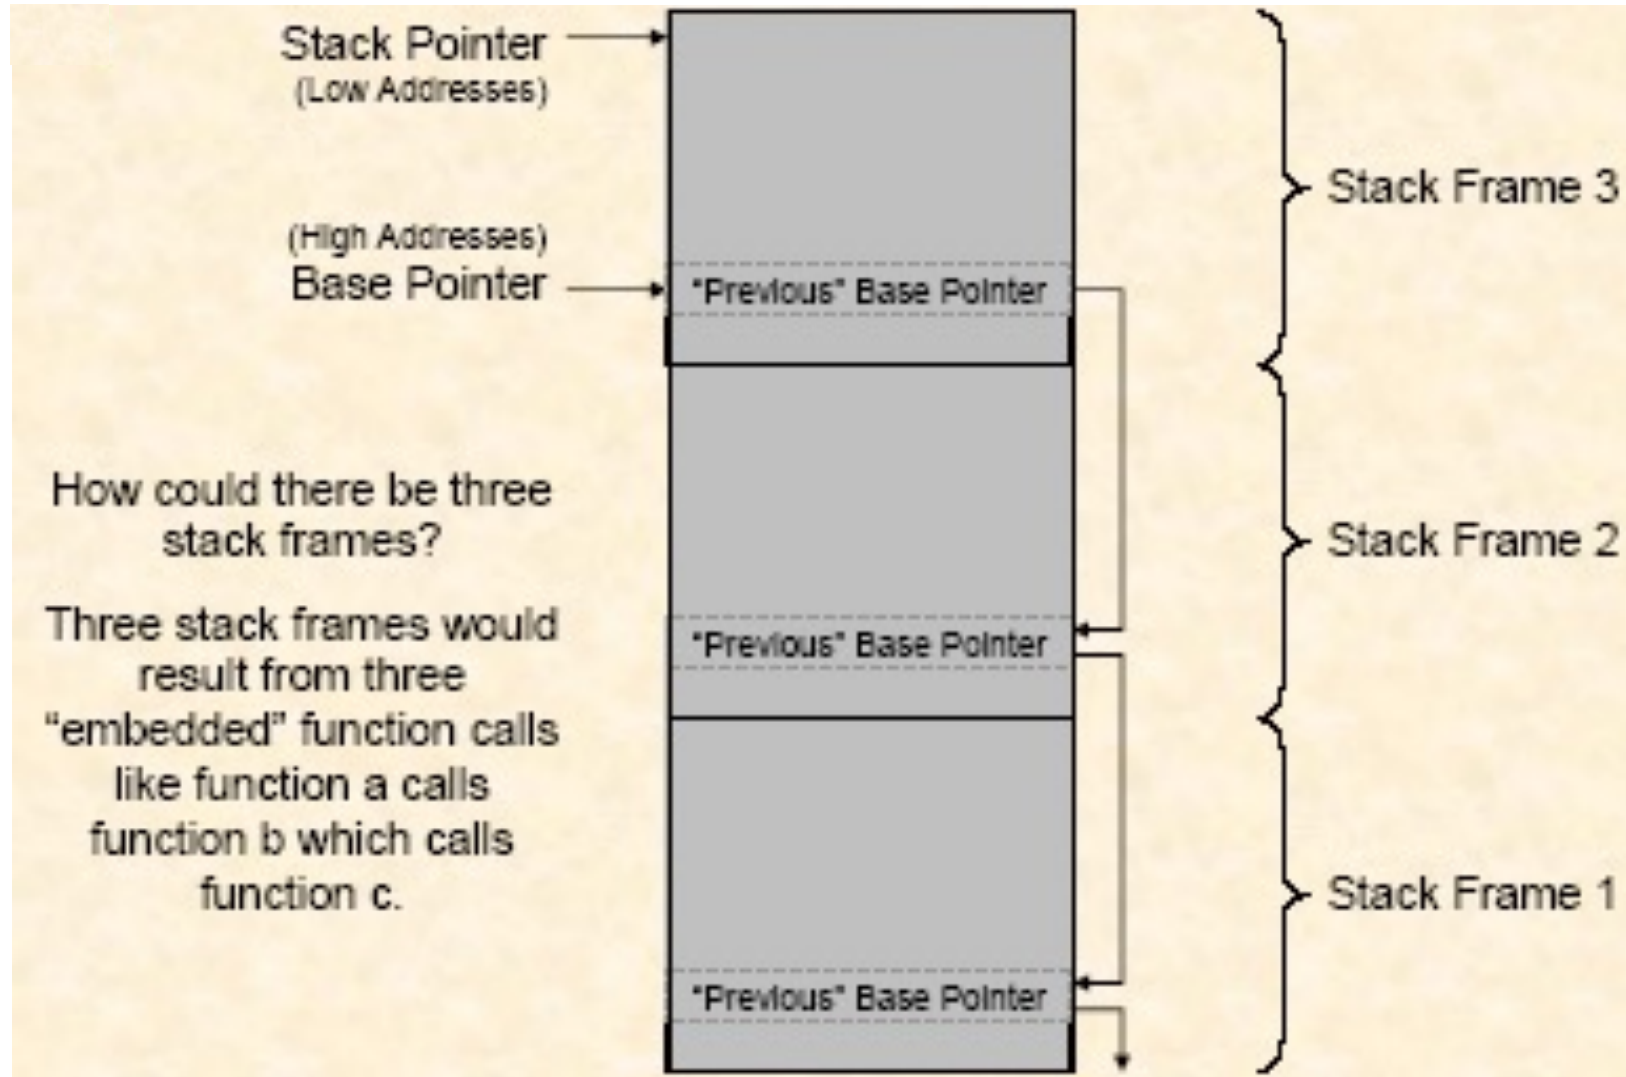 Stack Pointer
(Low Addresses)
(High Addresses)
Base Pointer
"Previous" Base Pointer
Stack Frame 3
How could there be three
stack frames?
Three stack frames would
result from three
“embedded” function calls
like function a calls
function b which calls
function c.
"Previous" Base Pointer
Stack Frame 2
"Previous" Base Pointer
Stack Frame 1